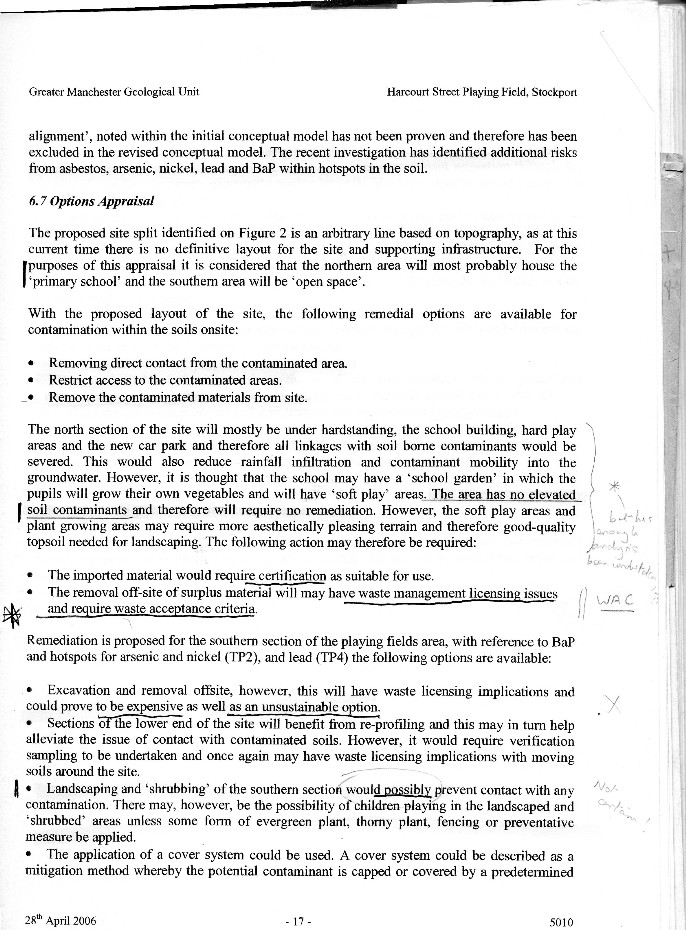 Greater Manchester Geological Unit Harcourt Street Playing Field, Stockport
alignment', noted within the initial conceptual model has not been proven and therefore has been
excluded in the revised conceptual model. The recent investigation has identified additional risks
from asbestos, arsenic, nickel, lead and BaP within hotspots in the soil.
6.7 Options Appraisal
The proposed site split identified on Figure 2 is an arbitrary line based on topography, as at this
current time there is no definitive layout for the site and supporting infrastructure. For the
purposes of this appraisal it is considered that the northern area will most probably house the
'primary school' and the southern area will be 'open space'.
With the proposed layout of the site, the following remedial options are available for
contamination within the soils onsite:
• Removing direct contact from the contaminated area.
• Restrict access to the contaminated areas.
• Remove the contaminated materials from site.
The north section of the site will mostly be under hardstanding, the school building, hard play
areas and the new car park and therefore all linkages with soil borne contaminants would be
severed. This would also reduce rainfall infiltration and contaminant mobility into the
groundwater. However, it is thought that the school may have a 'school garden' in which the
pupils will grow their own vegetables and will have 'soft play' areas. The area has no elevated
soil contaminants and therefore will require no remediation. However, the soft play areas and
plant growing areas may require more aesthetically pleasing terrain and therefore good-quality
topsoil needed for landscaping. The following action may therefore be required:
* but has
enough
analysis
been undertaken
• The imported material would require certification as suitable for use.
• The removal off-site of surplus material will may have waste management licensing issues
and require waste acceptance criteria.
WAC
Remediation is proposed for the southern section of the playing fields area, with reference to BaP
and hotspots for arsenic and nickel (TP2), and lead (TP4) the following options are available:
• Excavation and removal offsite, however, this will have waste licensing implications and
could prove to be expensive as well as an unsustainable option.
• Sections of the lower end of the site will benefit from re-profiling and this may in turn help
alleviate the issue of contact with contaminated soils. However, it would require verification
sampling to be undertaken and once again may have waste licensing implications with moving
soils around the site.
• Landscaping and 'shrubbing' of the southern section would possibly prevent contact with any
contamination. There may, however, be the possibility of children playing in the landscaped and
'shrubbed' areas unless some form of evergreen plant, thorny plant, fencing or preventative
measure be applied.
Not
certain
• The application of a cover system could be used. A cover system could be described as a
mitigation method whereby the potential contaminant is capped or covered by a predetermined
28th April 2006 - 17 - 5010